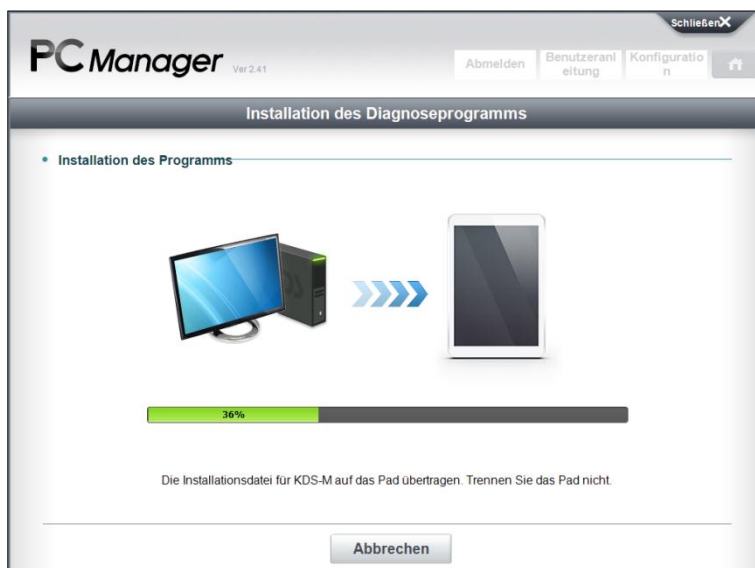 Schließen X
PC Manager Ver 2.41
Abmelden
Benutzeranl
eitung
Konfiguratio
n
Installation des Diagnoseprogramms
• Installation des Programms
36%
Die Installationsdatei für KDS-M auf das Pad übertragen. Trennen Sie das Pad nicht.
Abbrechen